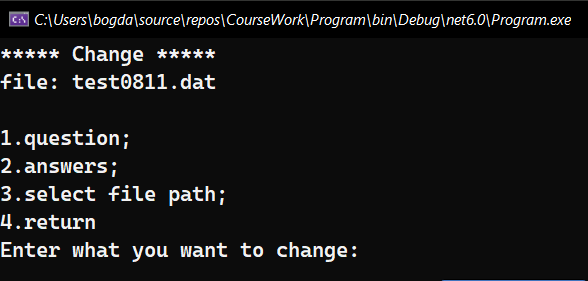 C:\Users\bogda\source\repos\CourseWork\Program\bin\Debug\net6.0\Program.exe
***** Change *****
file: test0811.dat
1.question;
2.answers;
3.select file path;
4.return
Enter what you want to change: